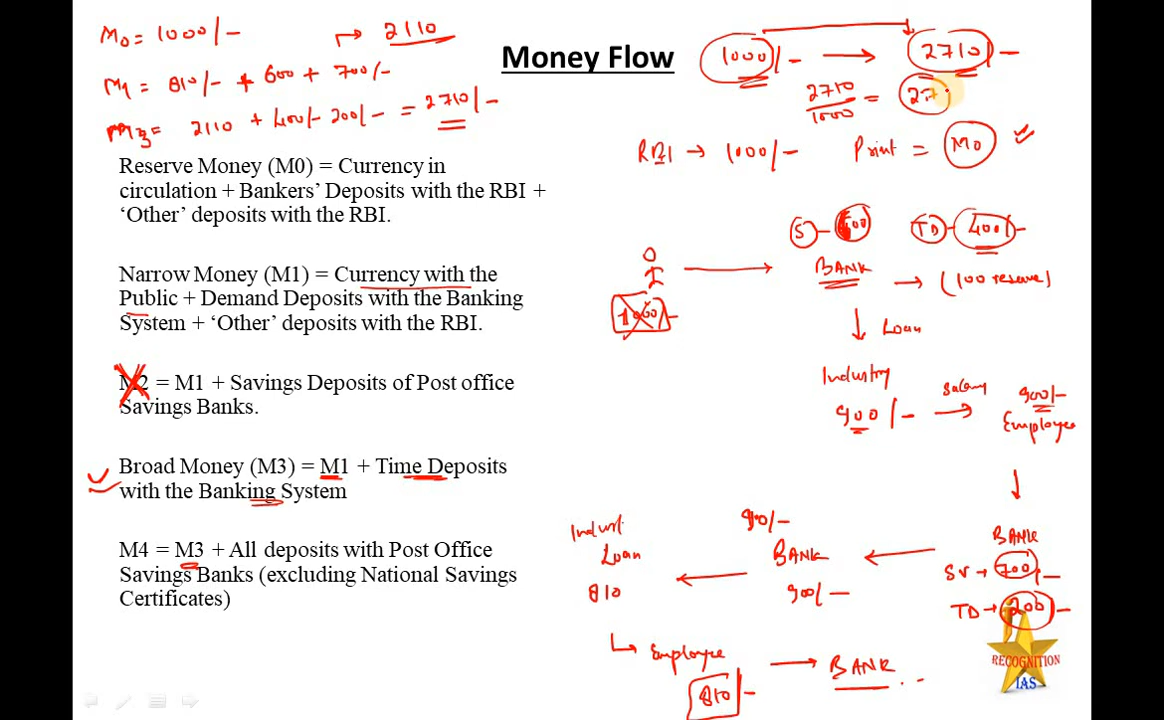 M0 = 1000/- → 2110
M1 = 810/- + 600 + 700/-
M3 = 2110 + 400/- 200/- = 2710/-
Money Flow
1000/- → 2710/-
2710/1000 = 2.7
RBI → 1000/- Print = M0
Reserve Money (M0) = Currency in
circulation + Bankers’ Deposits with the RBI +
‘Other’ deposits with the RBI.
Narrow Money (M1) = Currency with the
Public + Demand Deposits with the Banking
System + ‘Other’ deposits with the RBI.
M2 = M1 + Savings Deposits of Post office
Savings Banks.
Broad Money (M3) = M1 + Time Deposits
with the Banking System
M4 = M3 + All deposits with Post Office
Savings Banks (excluding National Savings
Certificates)
S - TD - 400/-
BANK → (100 reserve)
1000/-
↓ Loan
Industry
900/- Salary → 900/-
Employee
BANK
SV → 700/-
TD → 200/-
900/-
BANK
900/-
Indust.
Loan
810
Employee → BANK ...
810/-
RECOGNITION
IAS